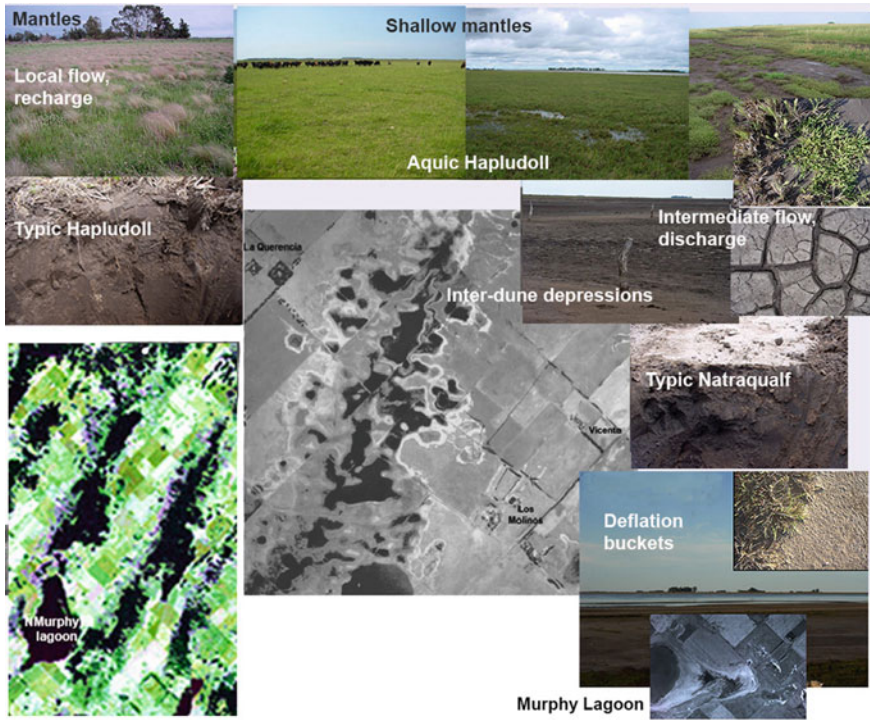 Mantles
Shallow mantles
Local flow,
recharge
Aquic Hapludoll
Typic Hapludoll
Intermediate flow,
discharge
La Querencia
Inter-dune depressions
Typic Natraqualf
Vicenta
Los
Molinos
Deflation
buckets
NMurphy
lagoon
Murphy Lagoon